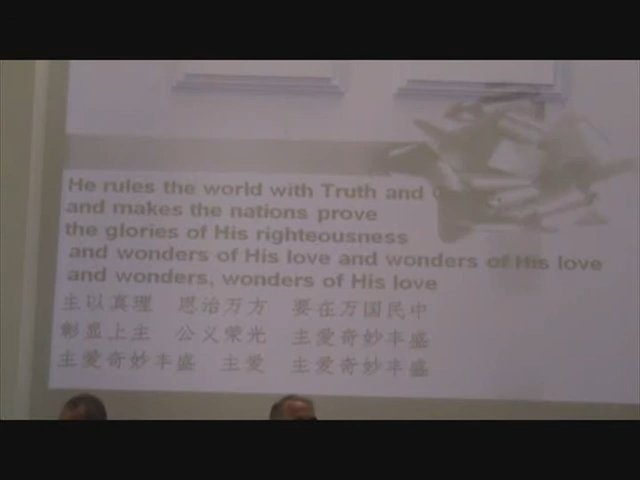 He rules the world with Truth and
and makes the nations prove
the glories of His righteousness
and wonders of His love and wonders of His love
and wonders, wonders of His love
主以真理 恩治万方 要在万国民中
彰显上主 公义荣光 主爱奇妙丰盛
主爱奇妙丰盛 主爱 主爱奇妙丰盛